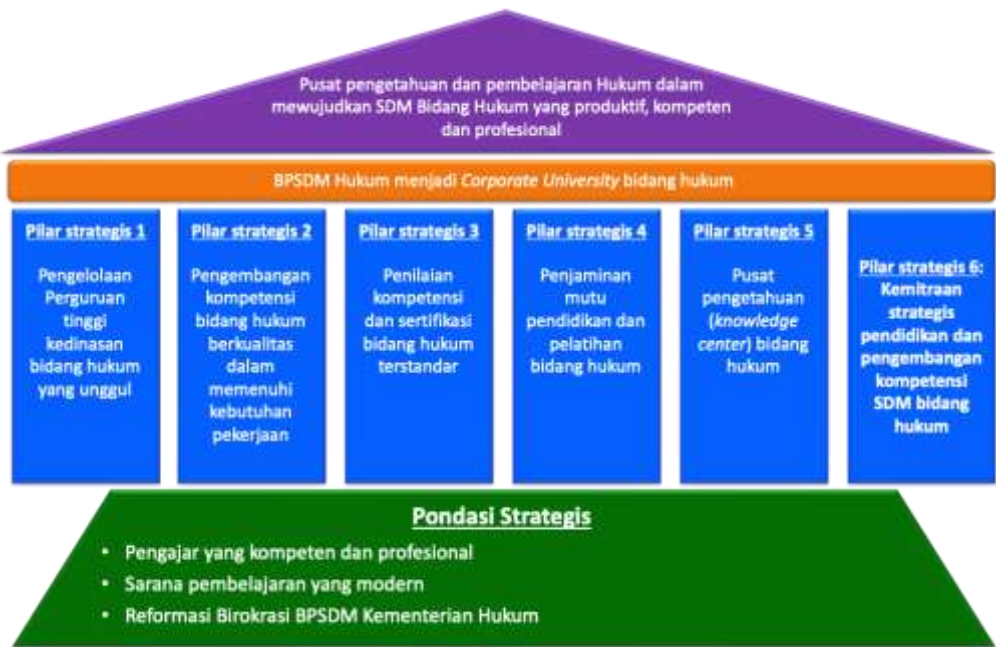 Pusat pengetahuan dan pembelajaran Hukum dalam
mewujudkan SDM Bidang Hukum yang produktif, kompeten
dan profesional
BPSDM Hukum menjadi Corporate University bidang hukum
Pilar strategis 1
Pengelolaan
Perguruan
tinggi
kedinasan
bidang hukum
yang unggul
Pilar strategis 2
Pengembangan
kompetensi
bidang hukum
berkualitas
dalam
memenuhi
kebutuhan
pekerjaan
Pilar strategis 3
Penilaian
kompetensi
dan sertifikasi
bidang hukum
terstandar
Pilar strategis 4
Penjaminan
mutu
pendidikan dan
pelatihan
bidang hukum
Pilar strategis 5
Pusat
pengetahuan
(knowledge
center) bidang
hukum
Pilar strategis 6:
Kemitraan
strategis
pendidikan dan
pengembangan
kompetensi
SDM bidang
hukum
Pondasi Strategis
• Pengajar yang kompeten dan profesional
• Sarana pembelajaran yang modern
• Reformasi Birokrasi BPSDM Kementerian Hukum